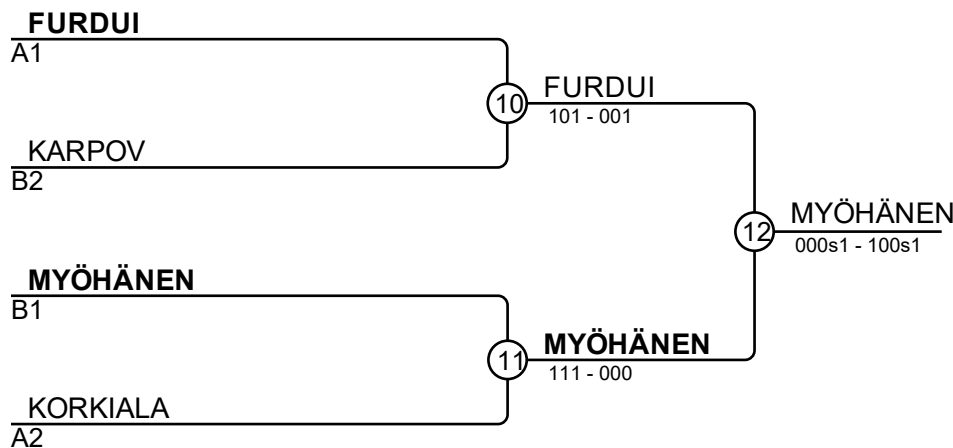 FURDUI
A1
10
FURDUI
101 - 001
KARPOV
B2
12
MYÖHÄNEN
000s1 - 100s1
MYÖHÄNEN
B1
11
MYÖHÄNEN
111 - 000
KORKIALA
A2